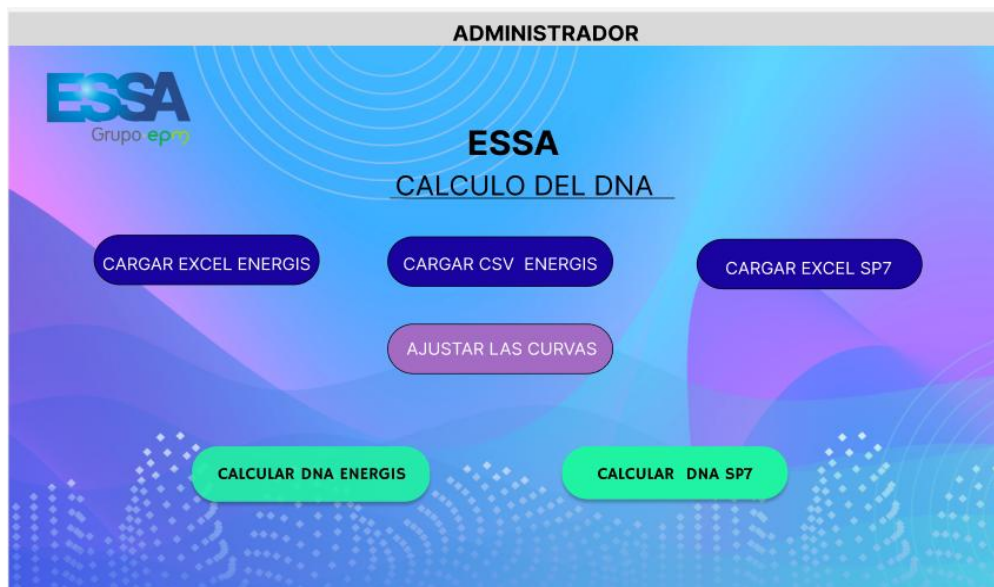 ADMINISTRADOR
ESSA
Grupo epm
ESSA
CALCULO DEL DNA
CARGAR EXCEL ENERGIS
CARGAR CSV ENERGIS
CARGAR EXCEL SP7
AJUSTAR LAS CURVAS
CALCULAR DNA ENERGIS
CALCULAR DNA SP7